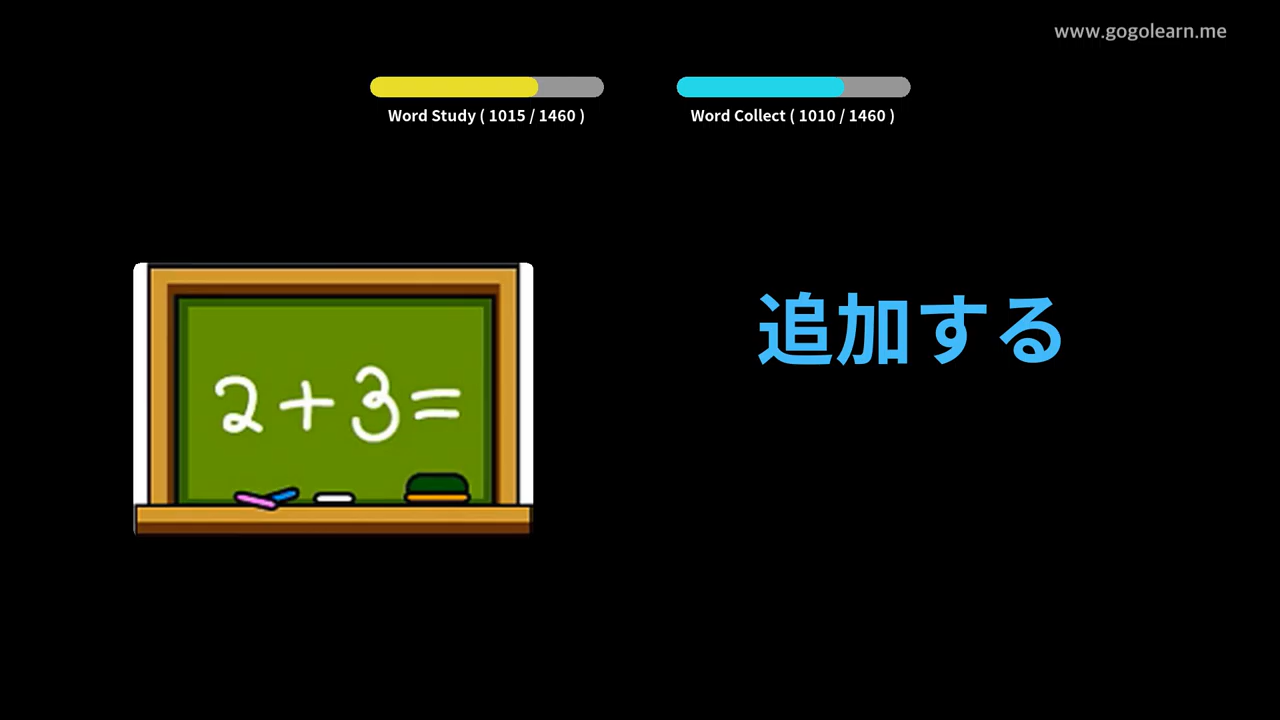 www.gogolearn.me
Word Study ( 1015 / 1460 )
Word Collect ( 1010 / 1460 )
追加する
2+3=